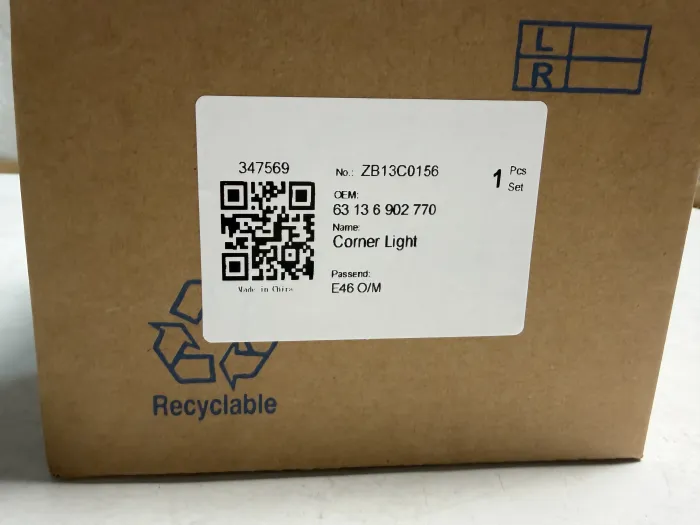 L
R
347569
Made in China
No.: ZB13C0156
OEM:
63 13 6 902 770
Name:
Corner Light
Passend:
E46 O/M
1 Pcs
Set
Recyclable